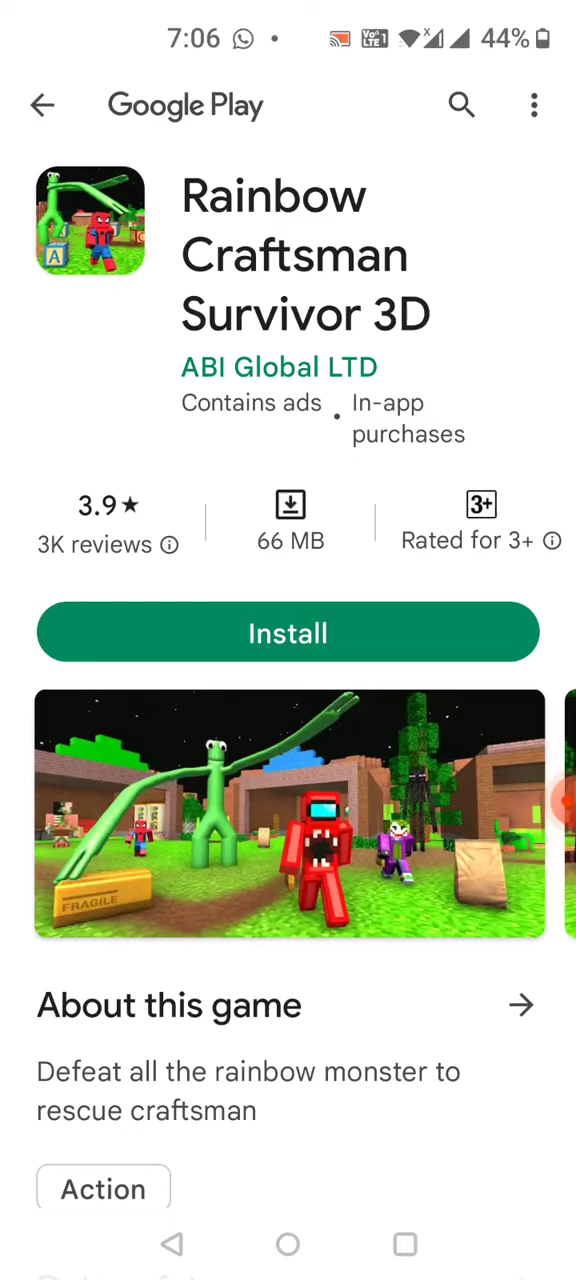 7:06 44%
Google Play
Rainbow
Craftsman
Survivor 3D
ABI Global LTD
Contains ads • In-app
purchases
3.9★ 3+
3K reviews 66 MB Rated for 3+
Install
FRAGILE
About this game
Defeat all the rainbow monster to
rescue craftsman
Action